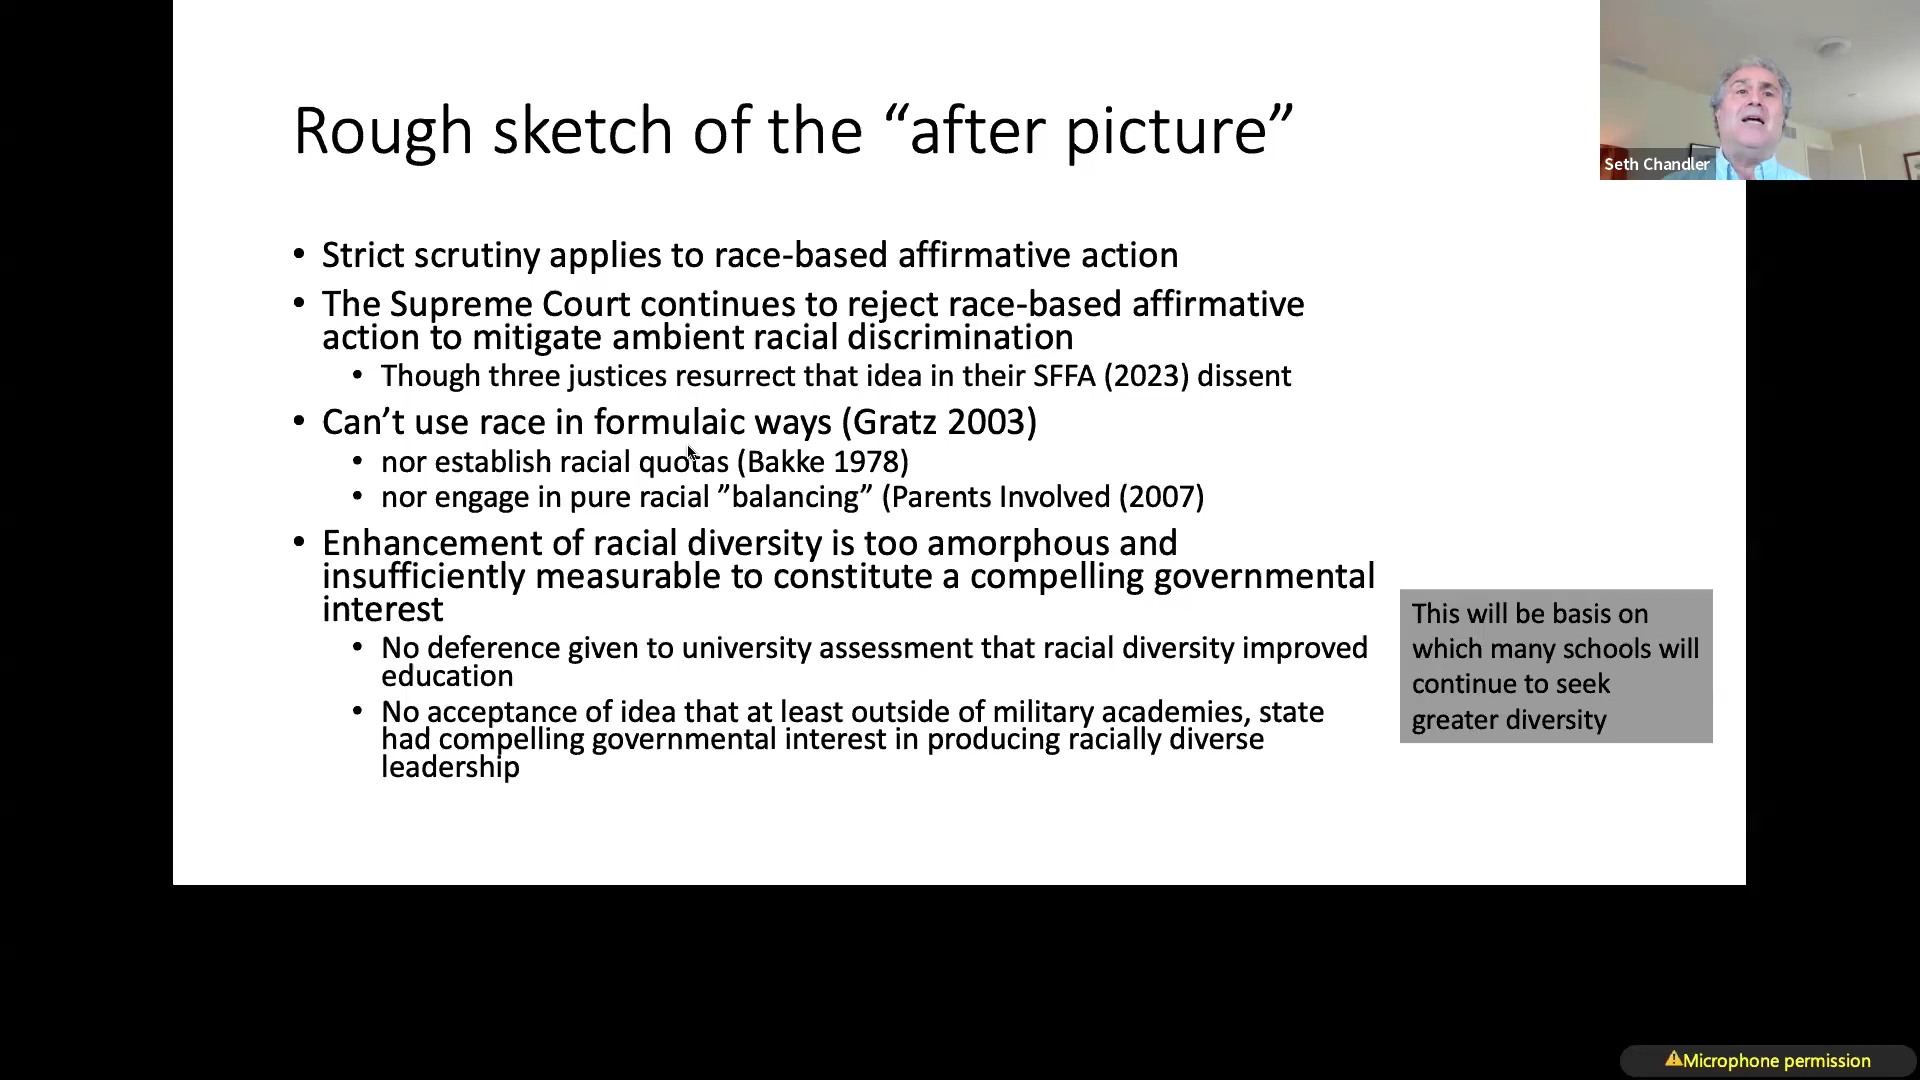 Rough sketch of the “after picture”
Seth Chandler
• Strict scrutiny applies to race-based affirmative action
• The Supreme Court continues to reject race-based affirmative
action to mitigate ambient racial discrimination
• Though three justices resurrect that idea in their SFFA (2023) dissent
• Can’t use race in formulaic ways (Gratz 2003)
• nor establish racial quotas (Bakke 1978)
• nor engage in pure racial ”balancing” (Parents Involved (2007)
• Enhancement of racial diversity is too amorphous and
insufficiently measurable to constitute a compelling governmental
interest
• No deference given to university assessment that racial diversity improved
education
• No acceptance of idea that at least outside of military academies, state
had compelling governmental interest in producing racially diverse
leadership
This will be basis on
which many schools will
continue to seek
greater diversity
Microphone permission